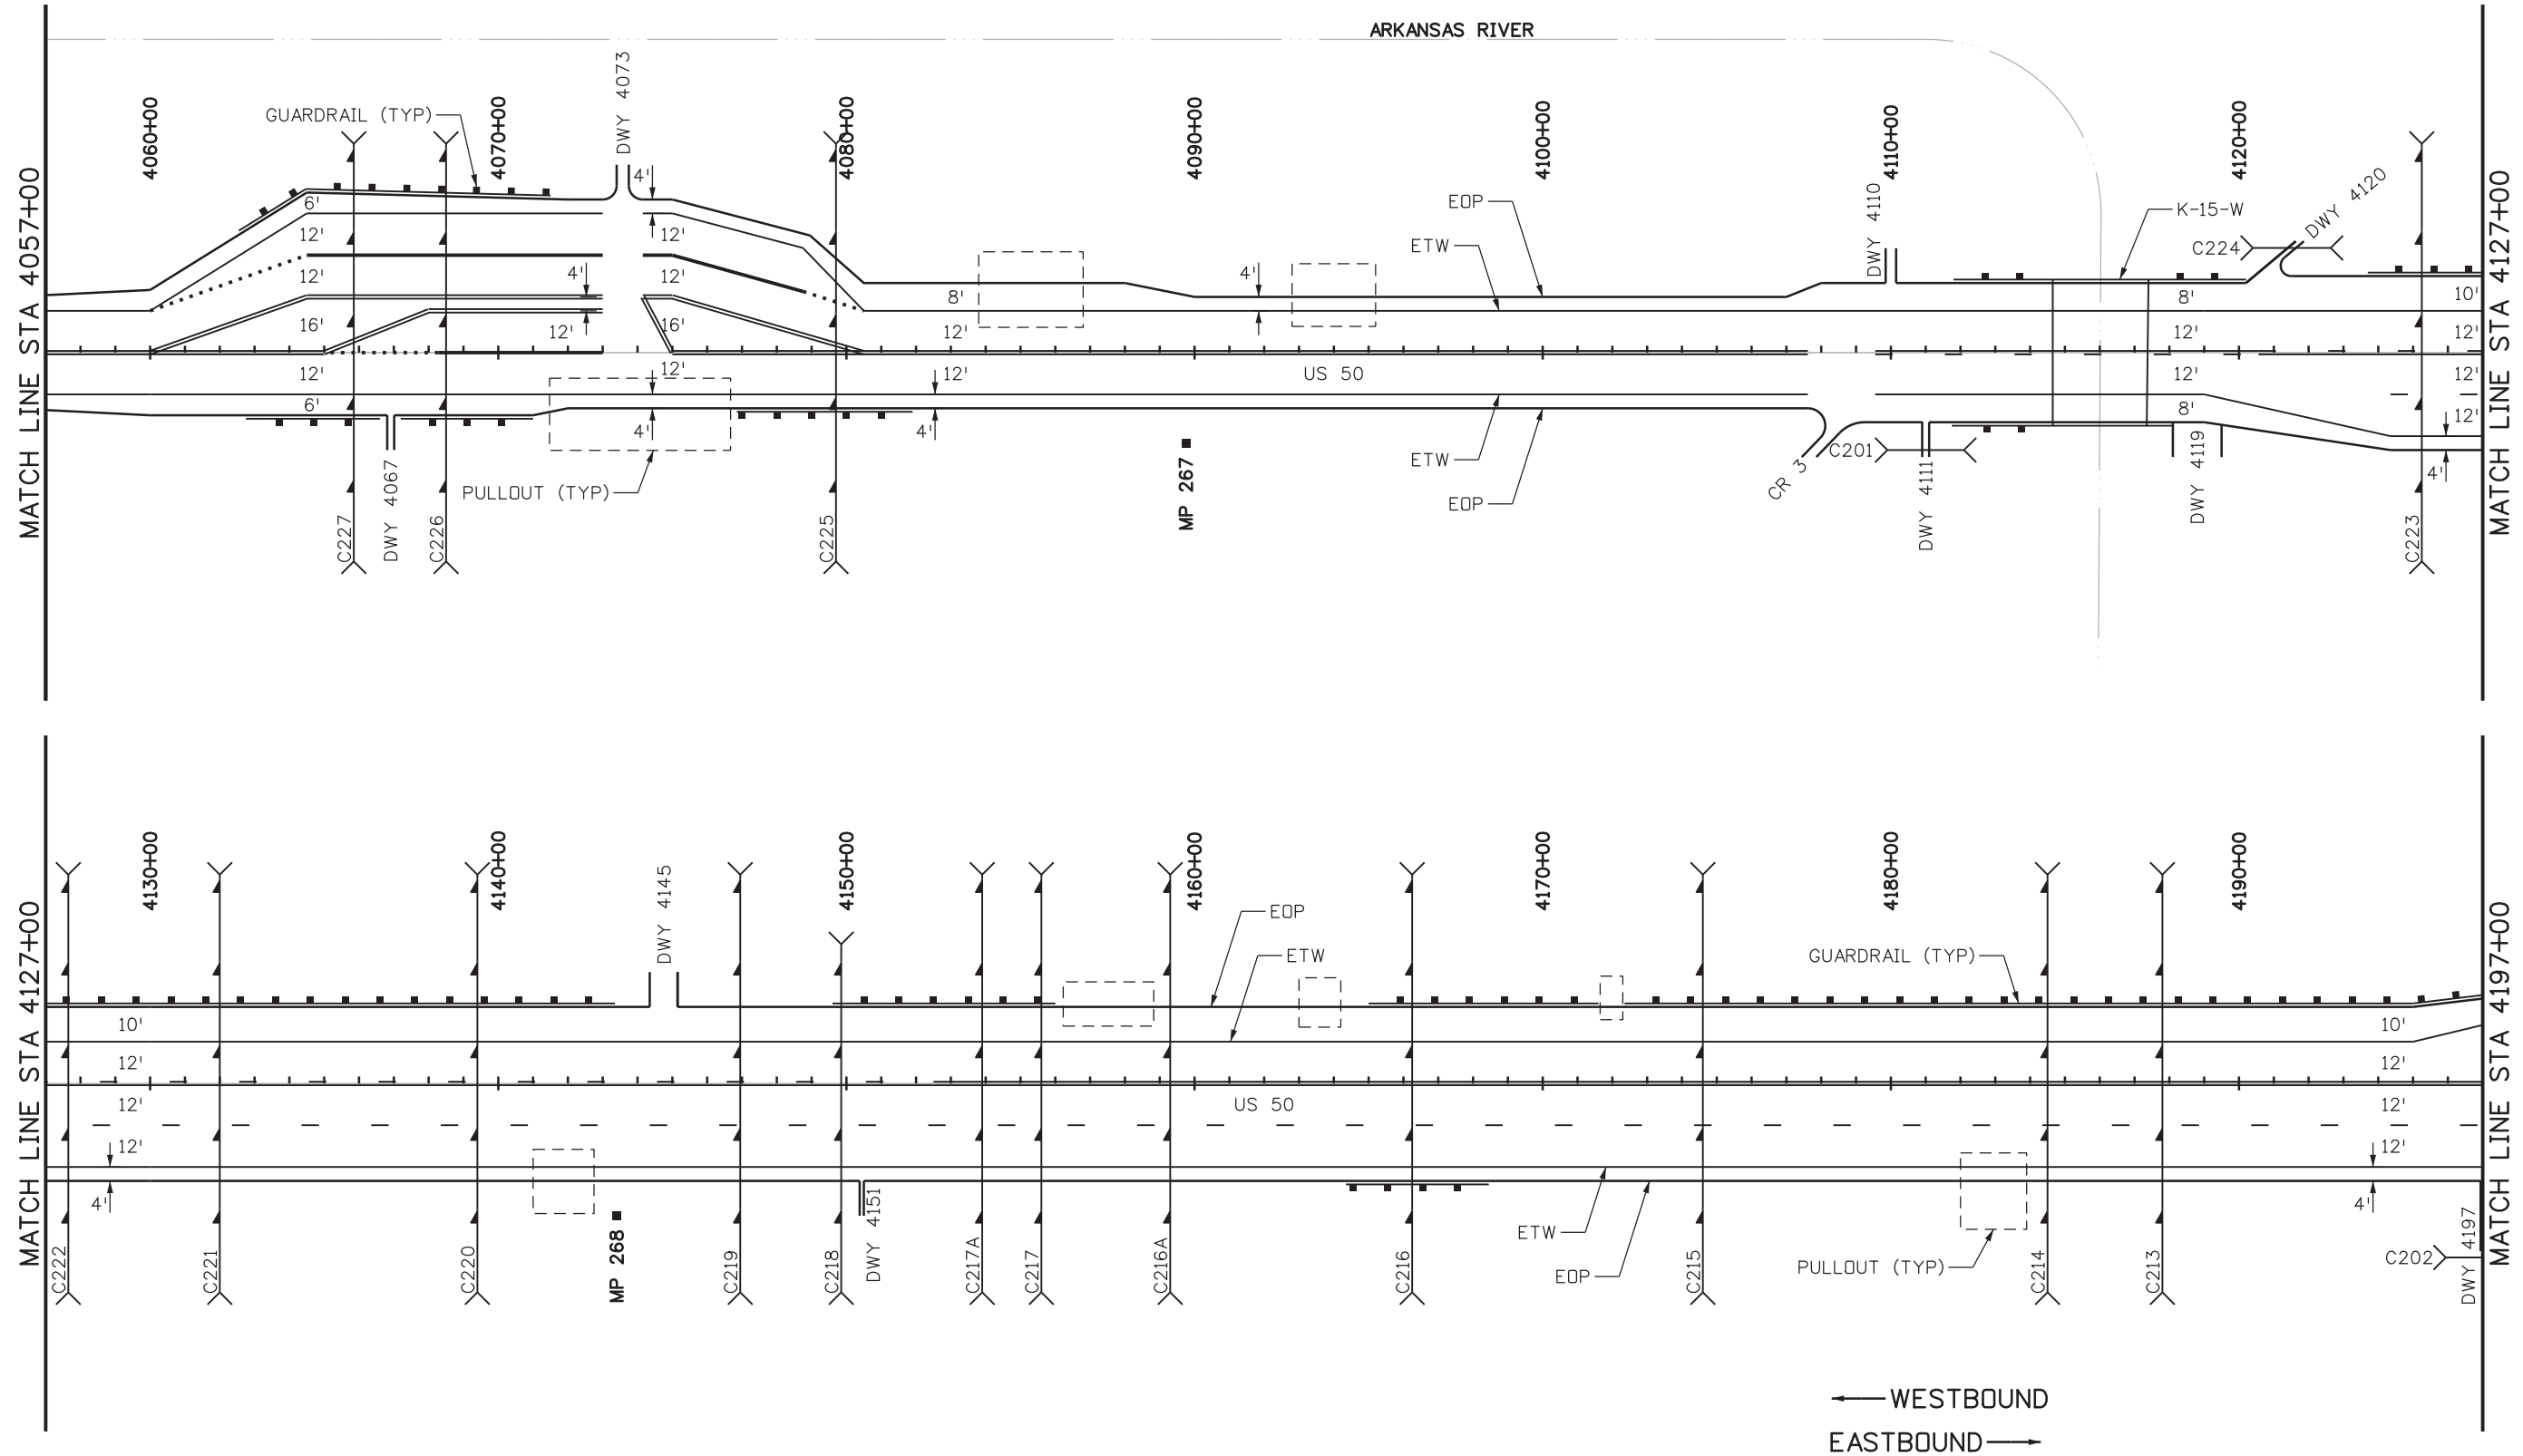 ARKANSAS RIVER
MATCH LINE STA 4057+00
4060+00
GUARDRAIL (TYP)
4070+00
DWY 4073
4080+00
4090+00
4100+00
4110+00
4120+00
MATCH LINE STA 4127+00
4'
6'
12'
12'
12'
12'
4'
16'
16'
12'
12'
12'
6'
4'
8'
12'
12'
4'
4'
EOP
ETW
US 50
ETW
EOP
DWY 4110
K-15-W
C224
DWY 4120
8'
12'
12'
8'
10'
12'
12'
12'
4'
C227
DWY 4067
C226
PULLOUT (TYP)
C225
MP 267
CR 3
C201
DWY 4111
DWY 4119
C223
MATCH LINE STA 4127+00
4130+00
4140+00
DWY 4145
4150+00
4160+00
4170+00
4180+00
4190+00
MATCH LINE STA 4197+00
EOP
ETW
GUARDRAIL (TYP)
10'
12'
12'
12'
4'
US 50
10'
12'
12'
12'
4'
C222
C221
C220
MP 268
C219
C218
DWY 4151
C217A
C217
C216A
C216
ETW
EOP
C215
PULLOUT (TYP)
C214
C213
C202
DWY 4197
WESTBOUND
EASTBOUND